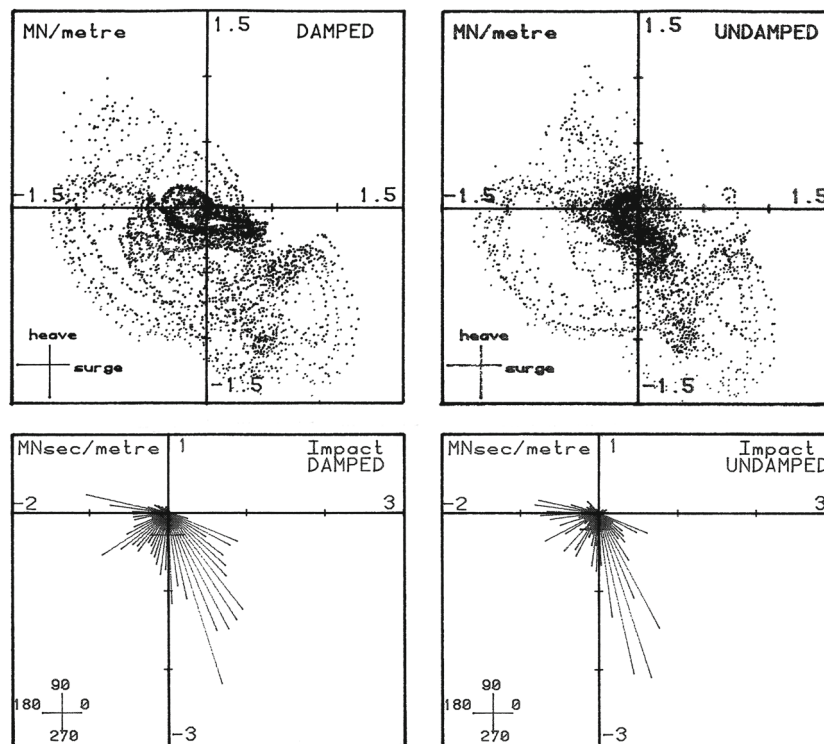 MN/metre 1.5 DAMPED
-1.5 1.5
heave
surge
-1.5
MN/metre 1.5 UNDAMPED
-1.5 1.5
heave
surge
-1.5
MNsec/metre 1 Impact
DAMPED
-2 3
90
180 0
270
-3
MNsec/metre 1 Impact
UNDAMPED
-2 3
90
180 0
270
-3